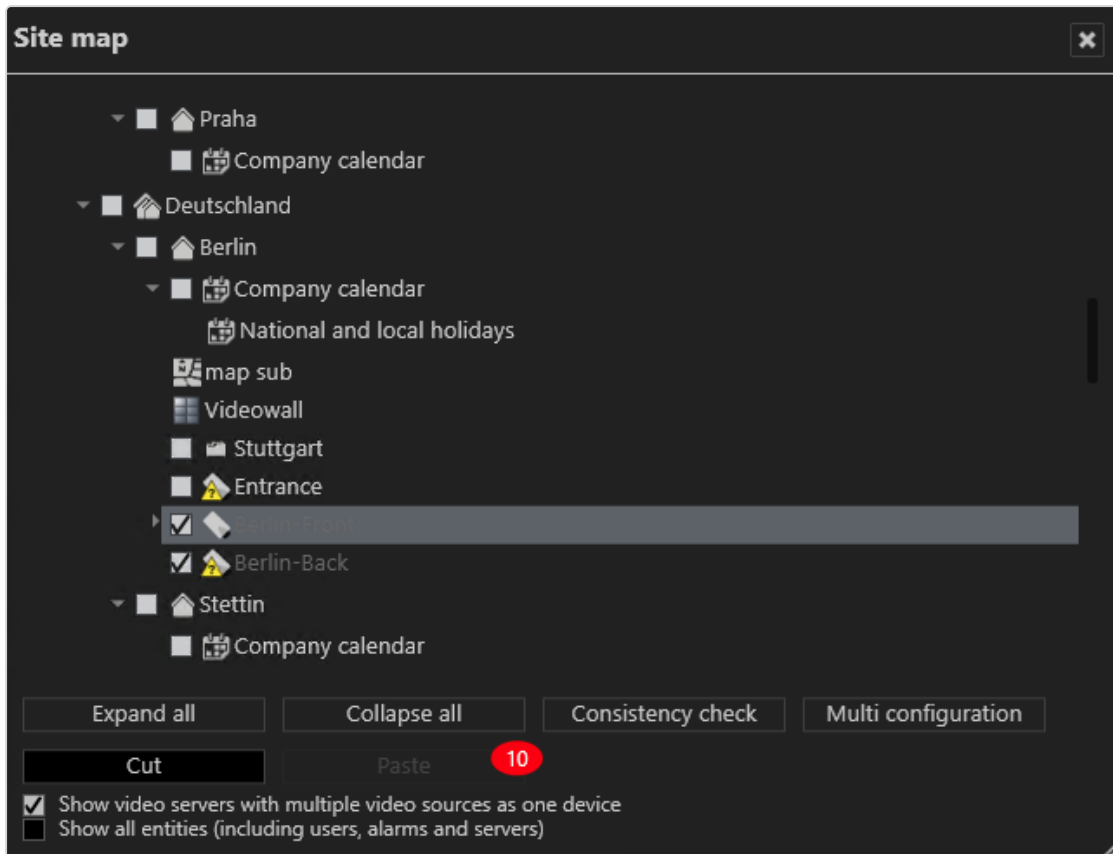 Site map
Praha
Company calendar
Deutschland
Berlin
Company calendar
National and local holidays
map sub
Videowall
Stuttgart
Entrance
Berlin-Front
Berlin-Back
Stettin
Company calendar
Expand all Collapse all Consistency check Multi configuration
Cut Paste 10
Show video servers with multiple video sources as one device
Show all entities (including users, alarms and servers)